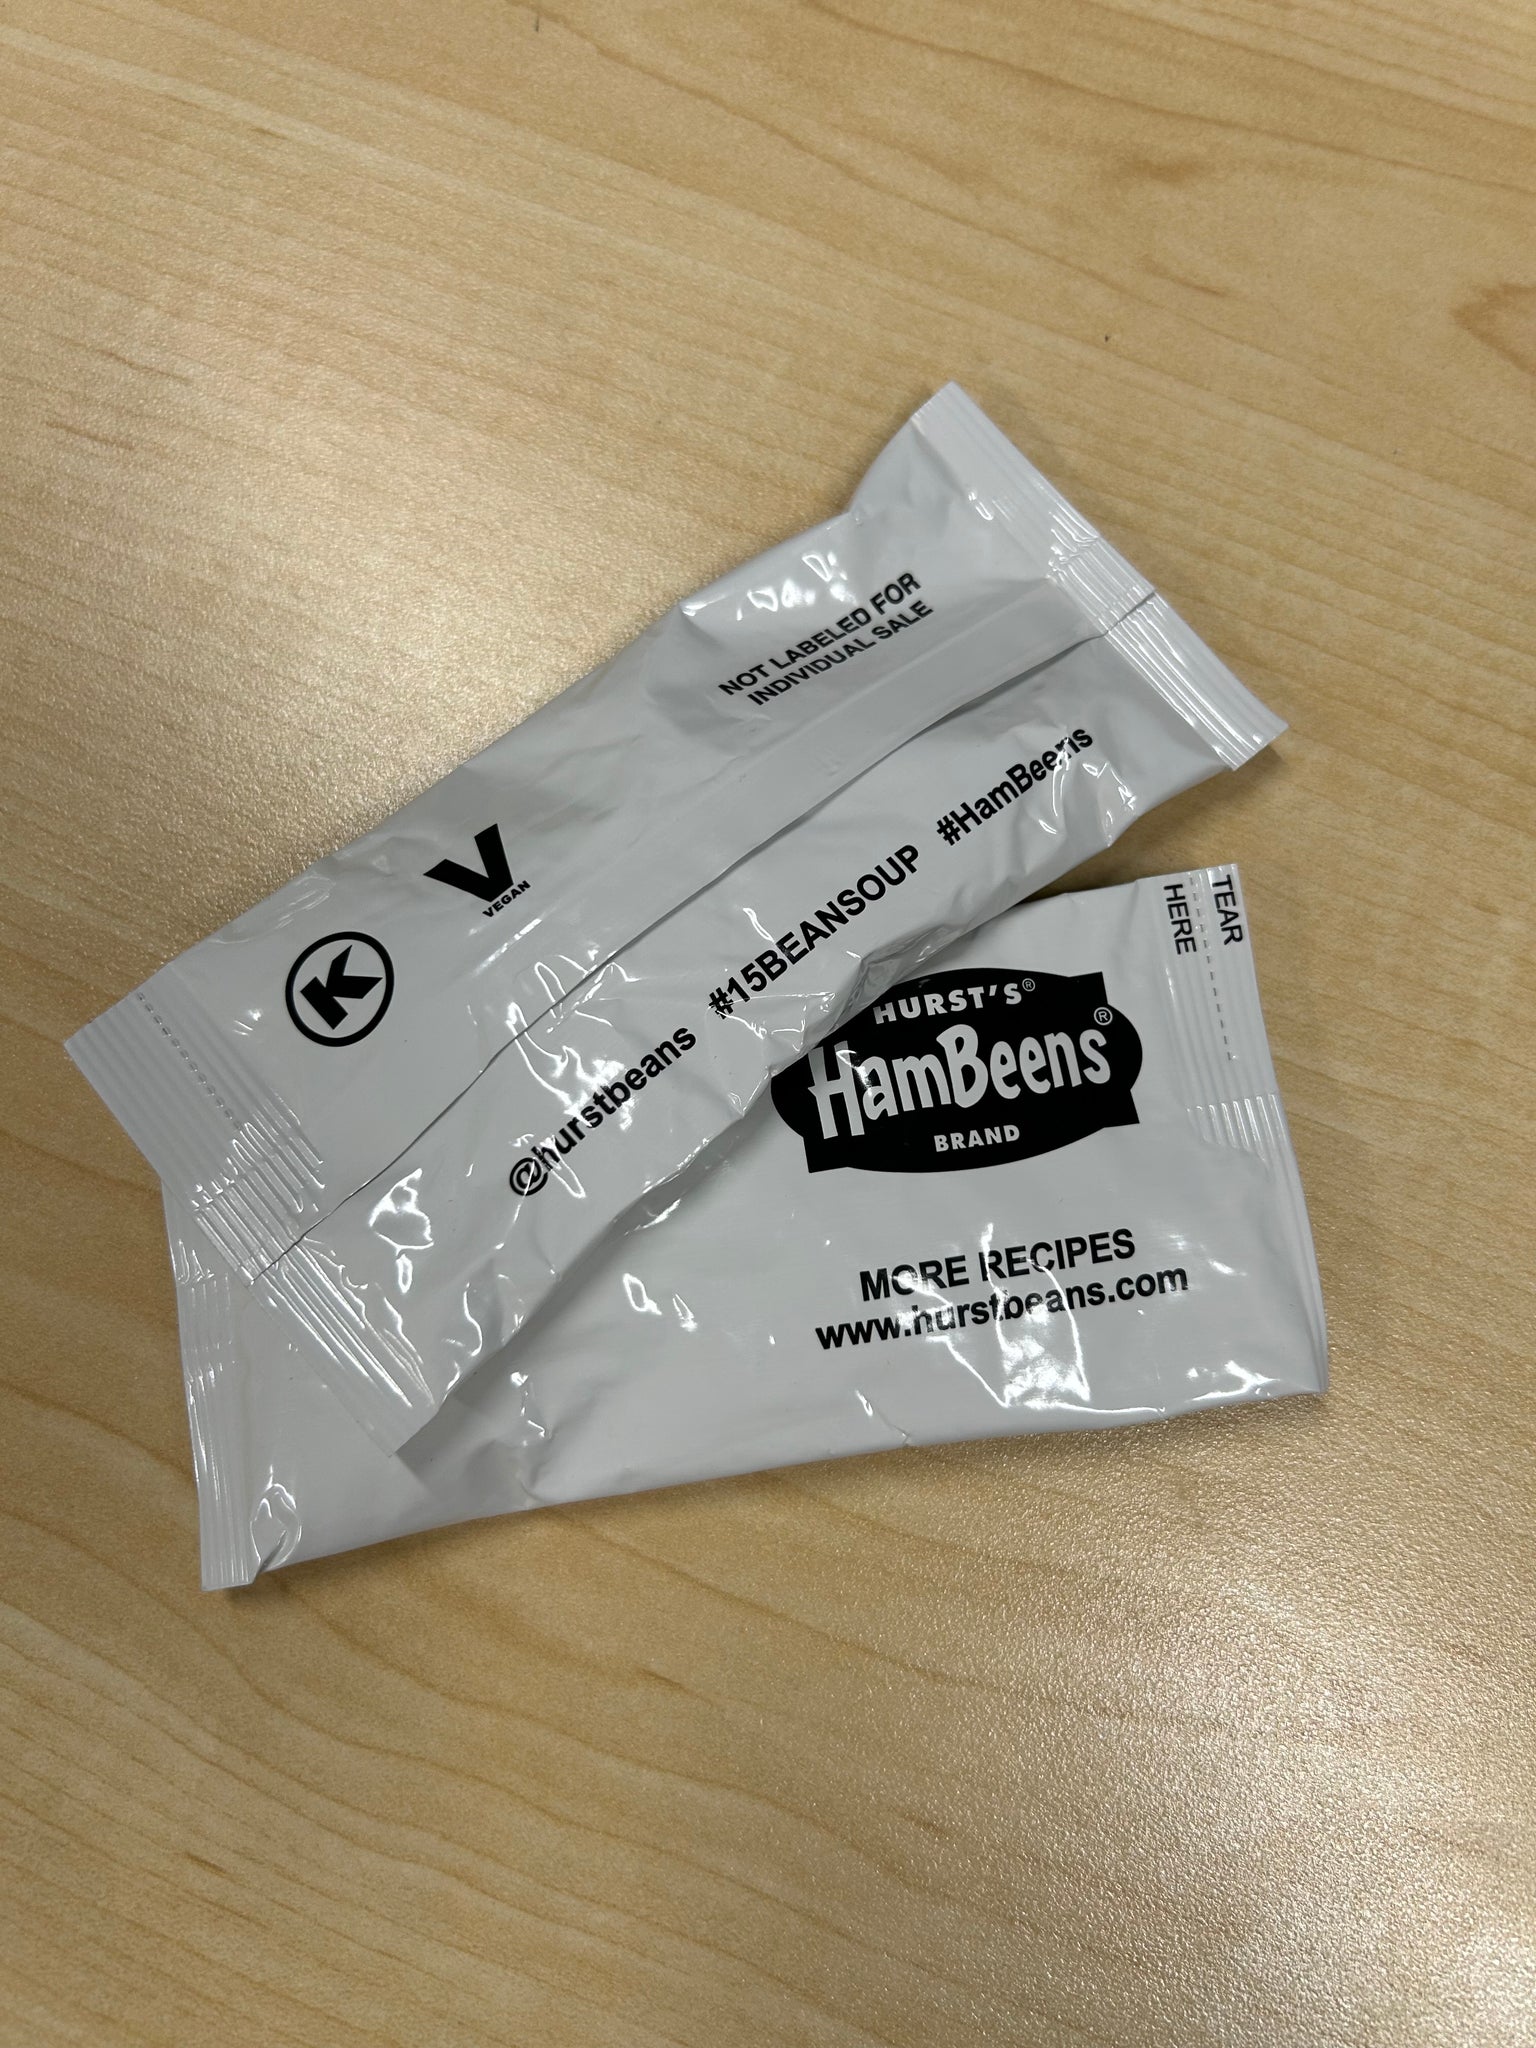 NOT LABELED FOR
INDIVIDUAL SALE
V
VEGAN
K
@hurstbeans #15BEANSOUP #HamBeens
TEAR
HERE
HURST'S®
HamBeens®
BRAND
MORE RECIPES
www.hurstbeans.com